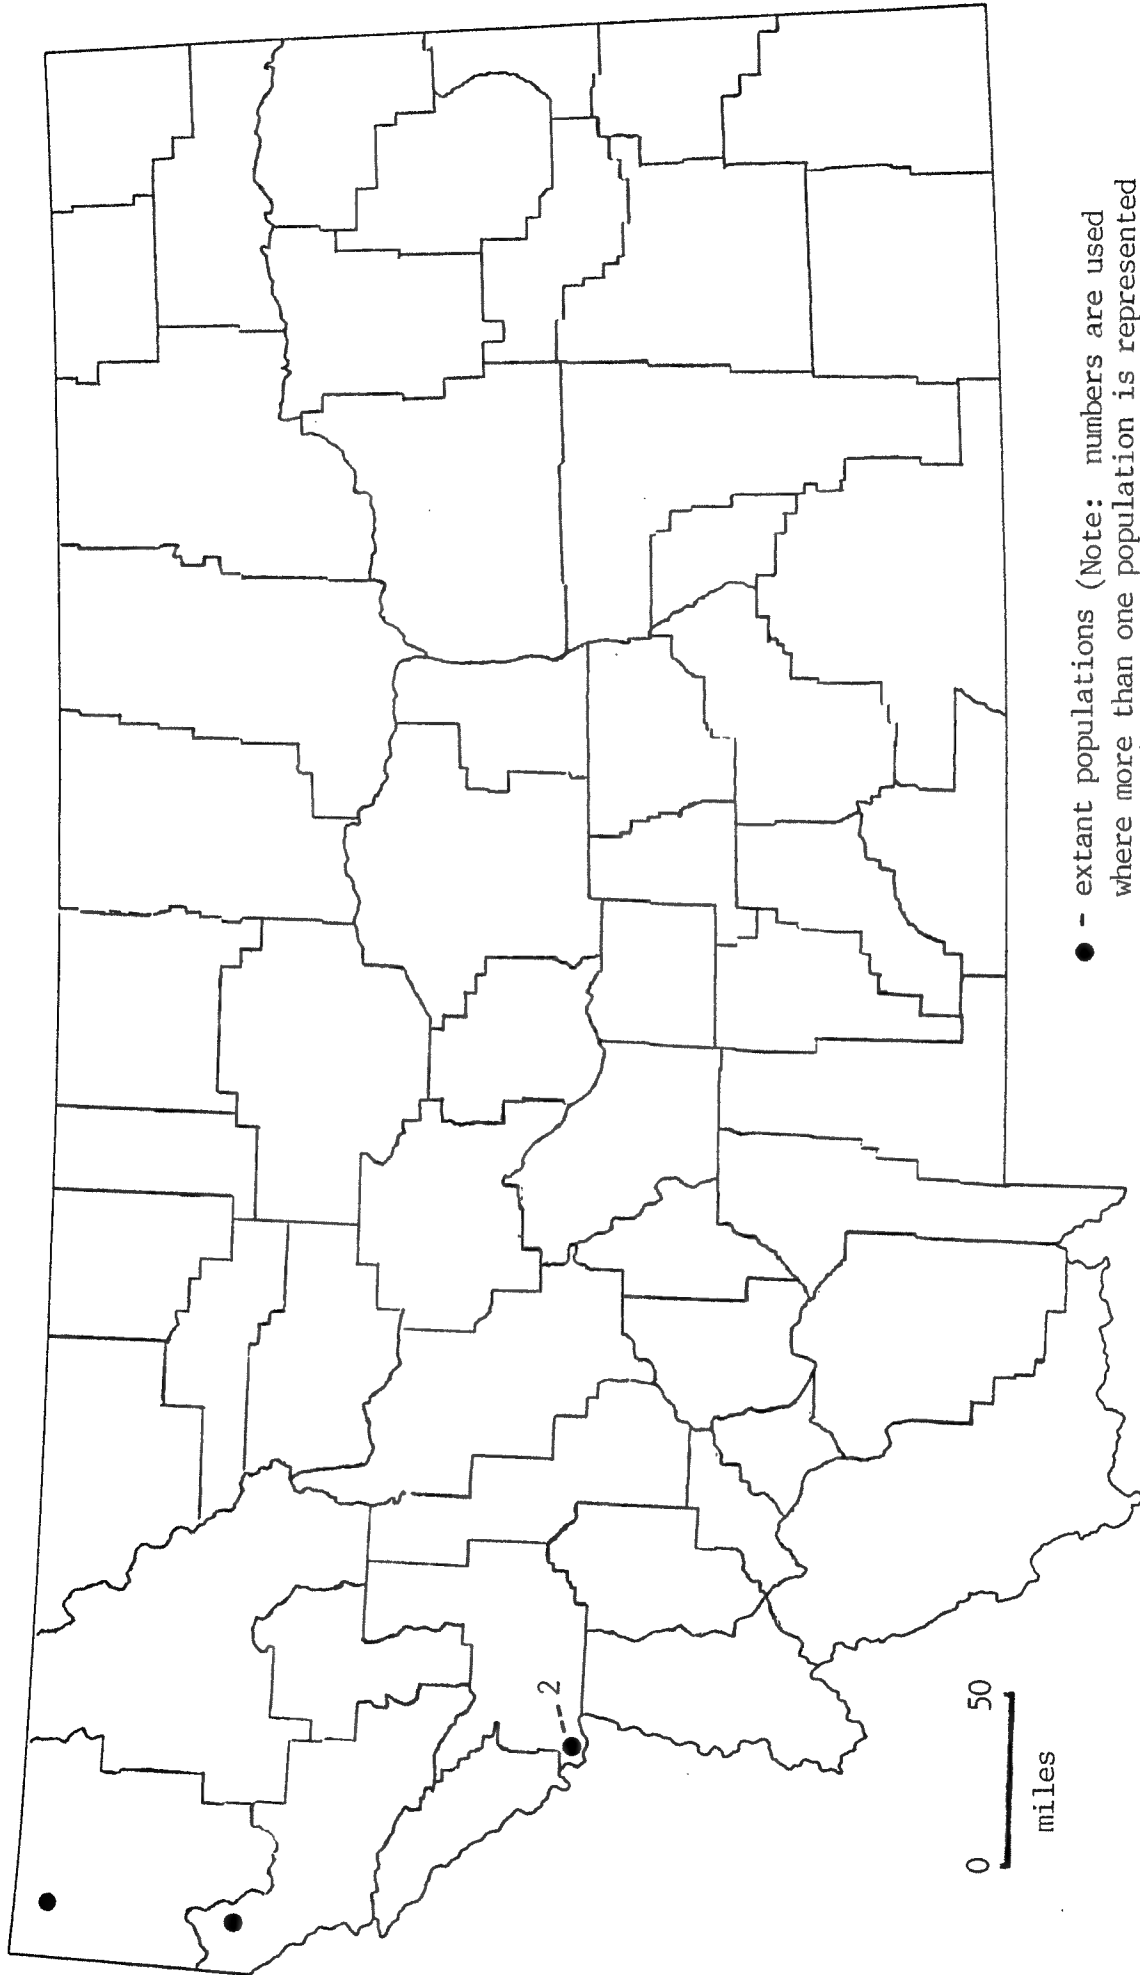 ● - extant populations (Note: numbers are used
where more than one population is represented
2
0 50
miles